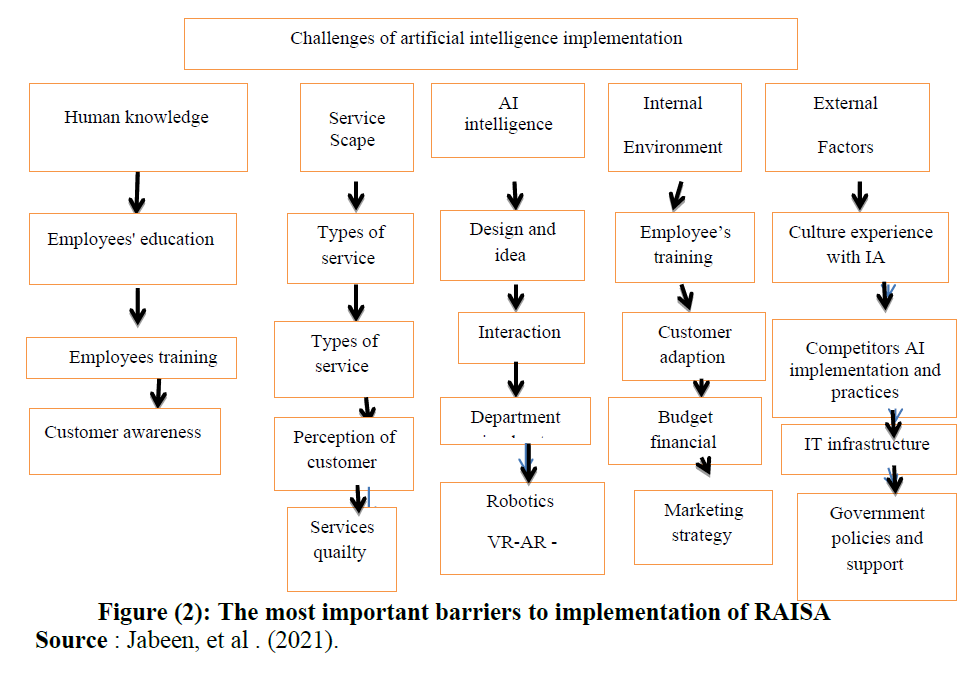 Challenges of artificial intelligence implementation
Human knowledge
Service
Scape
AI
intelligence
Internal
Environment
External
Factors
Employees' education
Types of
service
Design and
idea
Employee’s
training
Culture experience
with IA
Employees training
Types of
service
Interaction
Customer
adaption
Competitors AI
implementation and
practices
Customer awareness
Perception of
customer
Department
Budget
financial
IT infrastructure
Services
quailty
Robotics
VR-AR -
Marketing
strategy
Government
policies and
support
Figure (2): The most important barriers to implementation of RAISA
Source : Jabeen, et al . (2021).